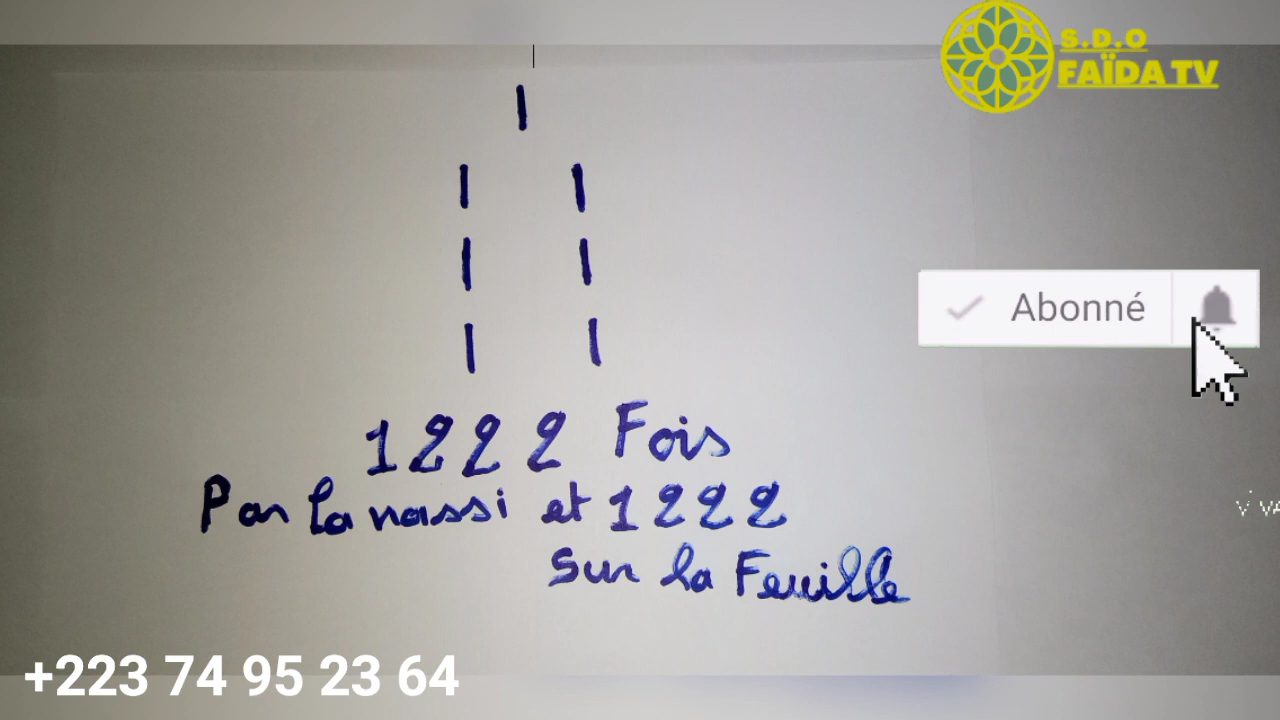 S.D.O
FAÏDA TV
Abonné
1222 Fois
Par la nassi et 1222
sur la Feuille
+223 74 95 23 64